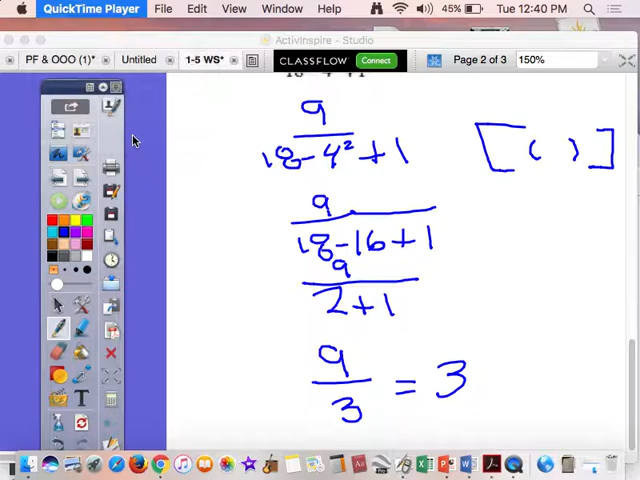 QuickTime Player File Edit View Window Help 45% Tue 12:40 PM
ActivInspire - Studio
PF & OOO (1)* Untitled 1-5 WS* CLASSFLOW Connect Page 2 of 3 150%
9
18-4²+1
[ ( ) ]
9
18-16+1
9
2+1
9
3
= 3